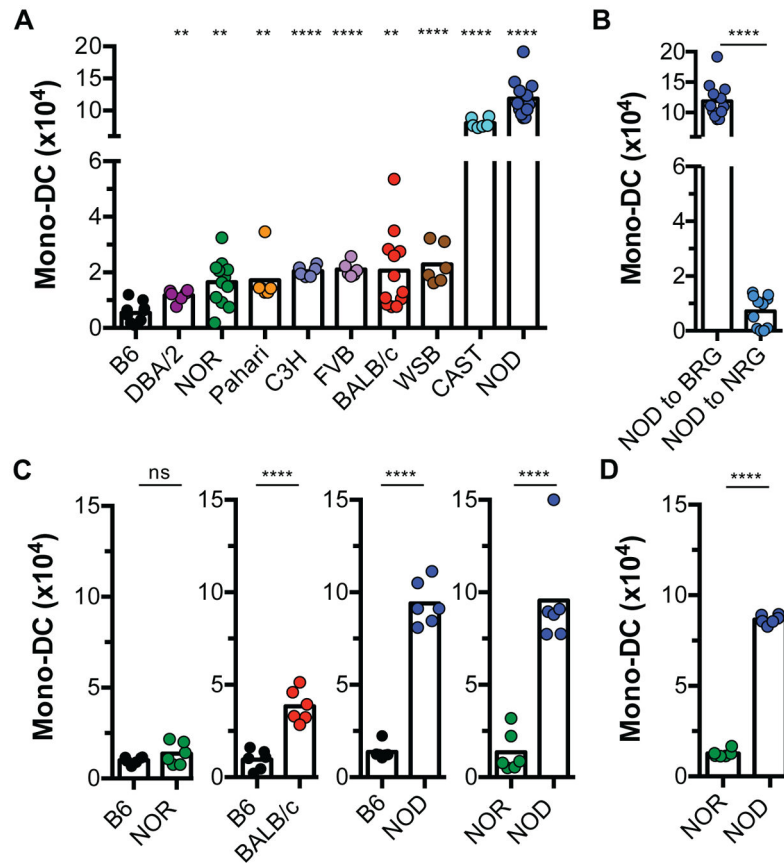 A
** ** ** **** **** ** **** **** ****
Mono-DC (x10⁴)
20
10
6
4
2
0
B6
DBA/2
NOR
Pahari
C3H
FVB
BALB/c
WSB
CAST
NOD
B
****
Mono-DC (x10⁴)
20
15
10
6
4
2
0
NOD to BRG
NOD to NRG
C
ns
****
****
****
Mono-DC (x10⁴)
15
10
5
0
B6
NOR
15
10
5
0
B6
BALB/c
15
10
5
0
B6
NOD
15
10
5
0
NOR
NOD
D
****
Mono-DC (x10⁴)
15
10
5
0
NOR
NOD